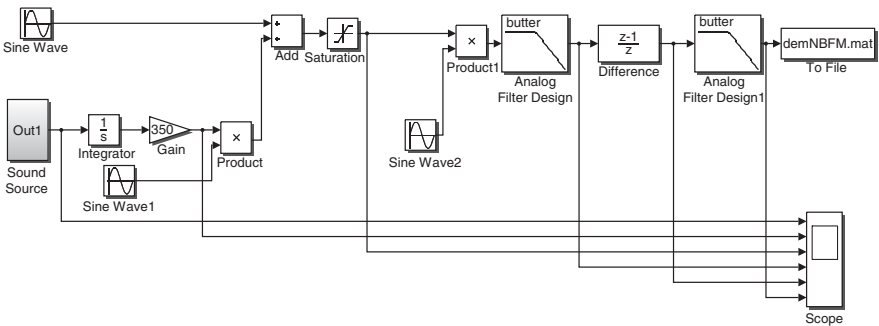 Sine Wave
+
+
Add
Saturation
×
Product1
butter
Analog
Filter Design
z-1
z
Difference
butter
Analog
Filter Design1
demNBFM.mat
To File
Out1
Sound
Source
1
s
Integrator
350
Gain
×
Product
Sine Wave1
Sine Wave2
Scope